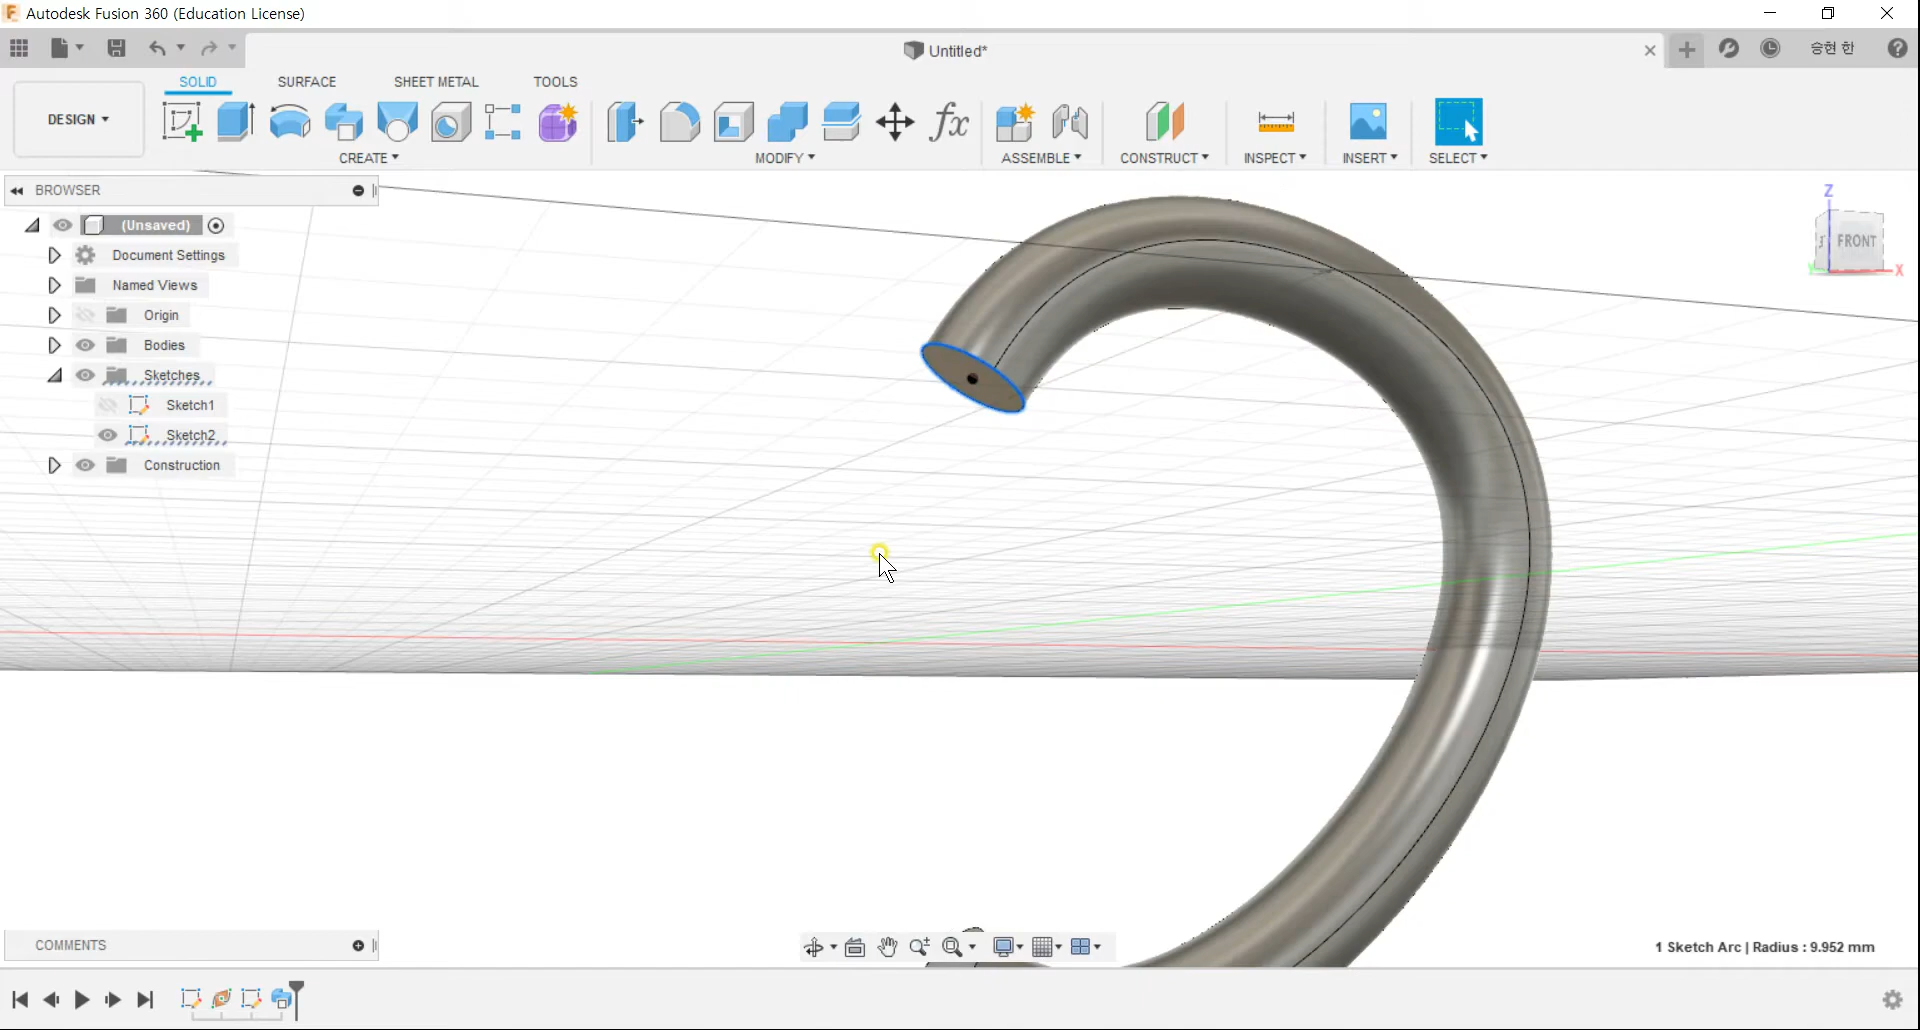 Autodesk Fusion 360 (Education License)
Untitled*
승현 한
SOLID SURFACE SHEET METAL TOOLS
DESIGN
CREATE MODIFY ASSEMBLE CONSTRUCT INSPECT INSERT SELECT
BROWSER
(Unsaved)
Document Settings
Named Views
Origin
Bodies
Sketches
Sketch1
Sketch2
Construction
Z
FRONT
X
COMMENTS
1 Sketch Arc | Radius : 9.952 mm